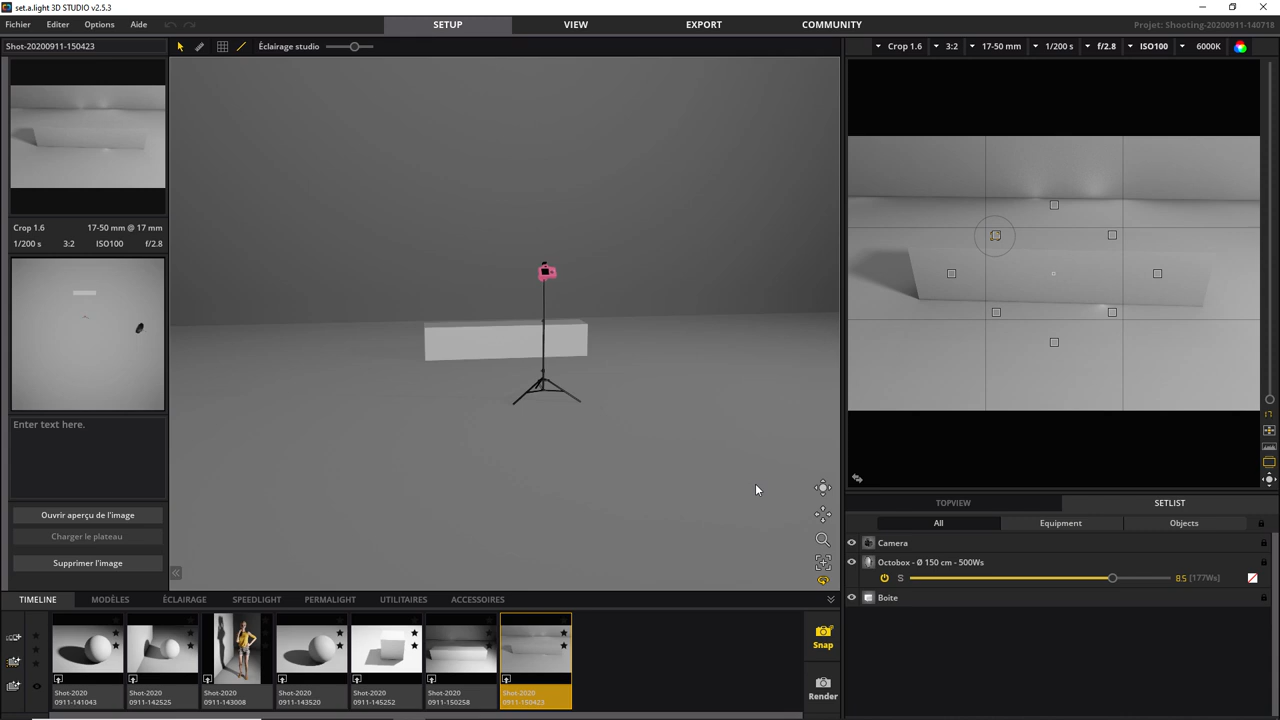 set.a.light 3D STUDIO v2.5.3
Fichier Editer Options Aide SETUP VIEW EXPORT COMMUNITY Projet: Shooting-20200911-140718
Shot-20200911-150423 Éclairage studio Crop 1.6 3:2 17-50 mm 1/200 s f/2.8 ISO100 6000K
Crop 1.6 17-50 mm @ 17 mm
1/200 s 3:2 ISO100 f/2.8
Enter text here.
Ouvrir aperçu de l'image
Charger le plateau
Supprimer l'image
17
TOPVIEW SETLIST
All Equipment Objects
Camera
Octobox - Ø 150 cm - 500Ws
S 8.5 [177Ws]
Boite
TIMELINE MODÈLES ÉCLAIRAGE SPEEDLIGHT PERMALIGHT UTILITAIRES ACCESSOIRES
Snap
Render
Shot-2020 0911-141043
Shot-2020 0911-142525
Shot-2020 0911-143008
Shot-2020 0911-143520
Shot-2020 0911-145252
Shot-2020 0911-150258
Shot-2020 0911-150423